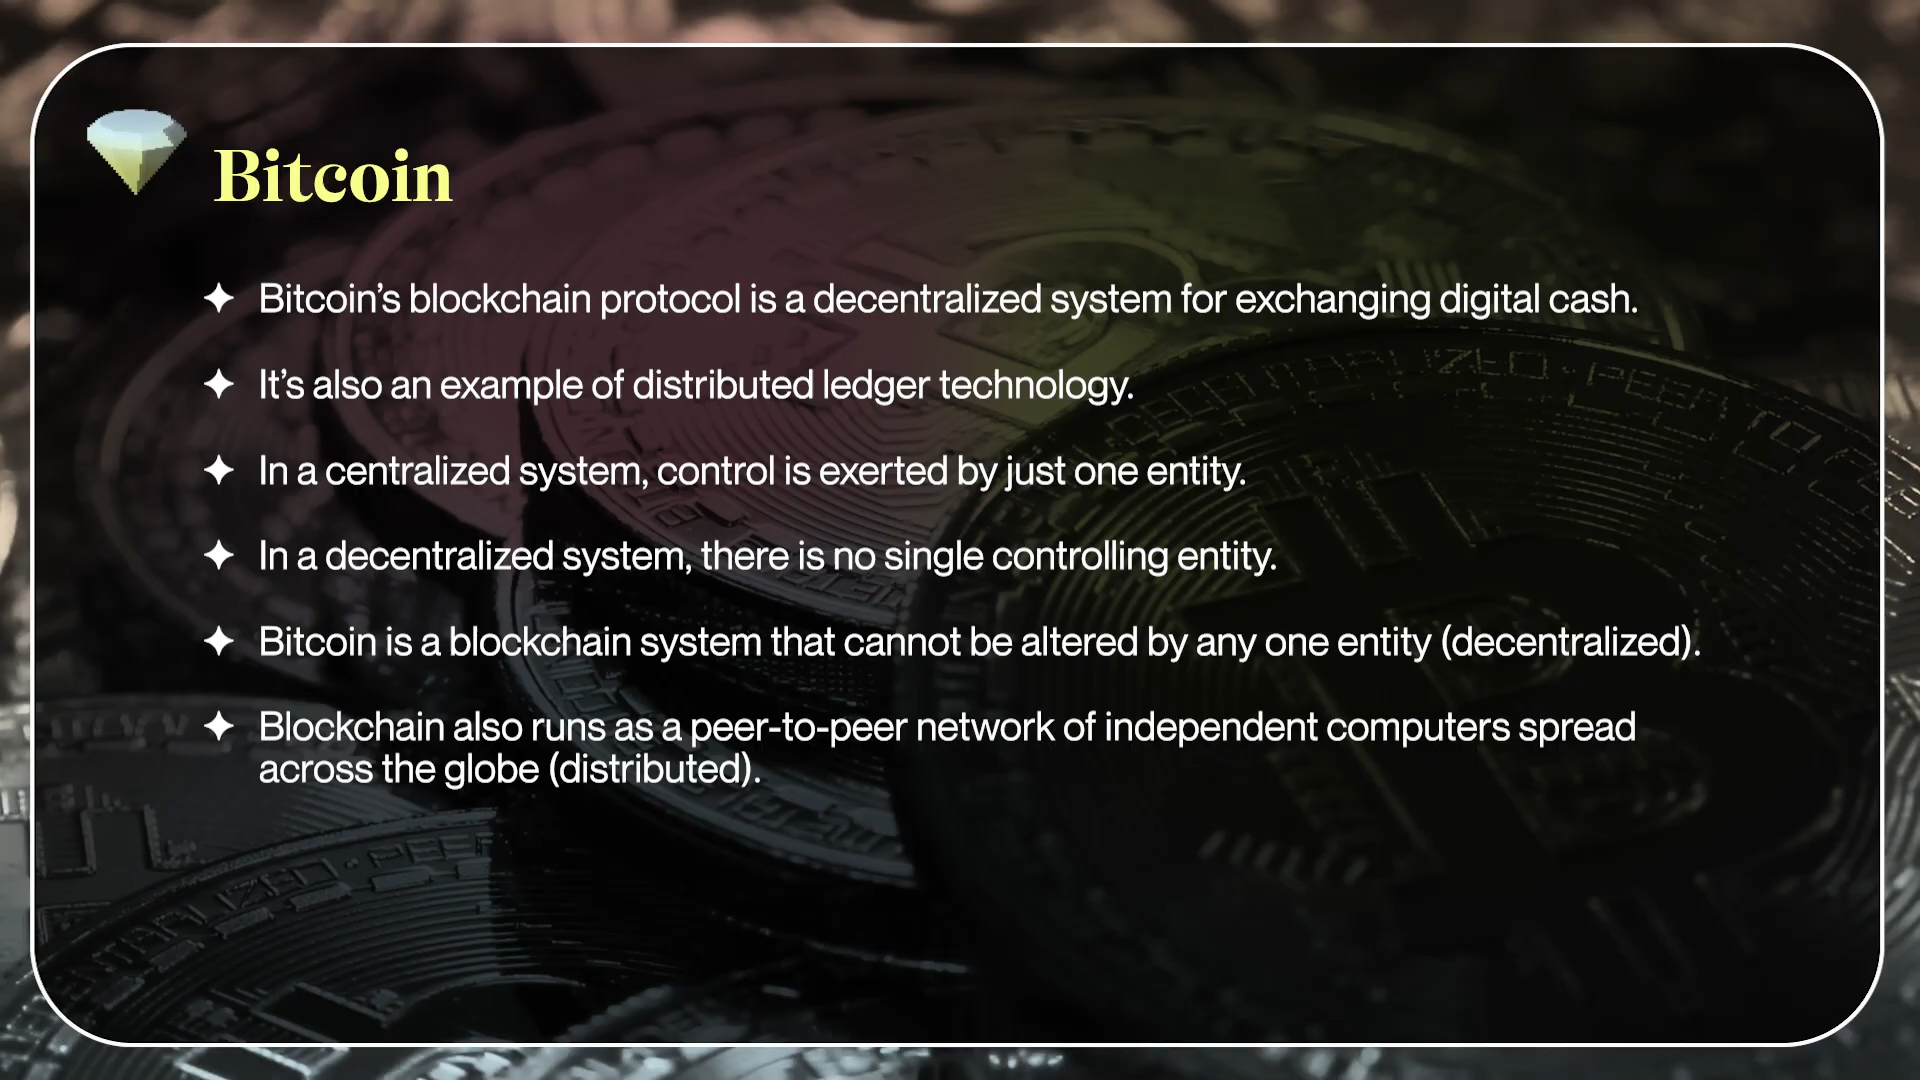 Bitcoin
Bitcoin’s blockchain protocol is a decentralized system for exchanging digital cash.
It’s also an example of distributed ledger technology.
In a centralized system, control is exerted by just one entity.
In a decentralized system, there is no single controlling entity.
Bitcoin is a blockchain system that cannot be altered by any one entity (decentralized).
Blockchain also runs as a peer-to-peer network of independent computers spread
across the globe (distributed).